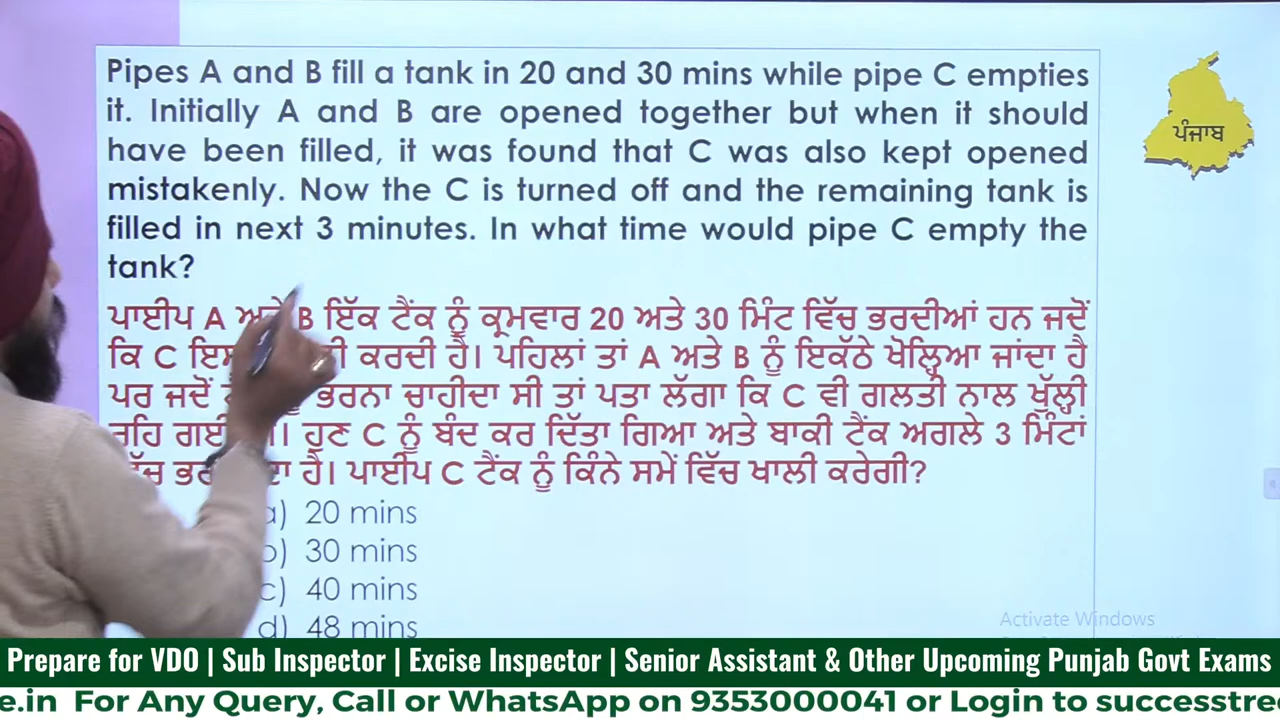 Pipes A and B fill a tank in 20 and 30 mins while pipe C empties
it. Initially A and B are opened together but when it should
have been filled, it was found that C was also kept opened
mistakenly. Now the C is turned off and the remaining tank is
filled in next 3 minutes. In what time would pipe C empty the
tank?
ਪੰਜਾਬ
ਪਾਈਪ A B ਇੱਕ ਟੈਂਕ ਨੂੰ ਕ੍ਰਮਵਾਰ 20 ਅਤੇ 30 ਮਿੰਟ ਵਿੱਚ ਭਰਦੀਆਂ ਹਨ ਜਦੋਂ
ਕਿ C ਕਰਦੀ ਹੈ। ਪਹਿਲਾਂ ਤਾਂ A ਅਤੇ B ਨੂੰ ਇਕੱਠੇ ਖੋਲ੍ਹਿਆ ਜਾਂਦਾ ਹੈ
ਪਰ ਜਦੋਂ ਭਰਨਾ ਚਾਹੀਦਾ ਸੀ ਤਾਂ ਪਤਾ ਲੱਗਾ ਕਿ C ਵੀ ਗਲਤੀ ਨਾਲ ਖੁੱਲ੍ਹੀ
ਰਹਿ ਹੁਣ C ਨੂੰ ਬੰਦ ਕਰ ਦਿੱਤਾ ਗਿਆ ਅਤੇ ਬਾਕੀ ਟੈਂਕ ਅਗਲੇ 3 ਮਿੰਟਾਂ
ਹੈ। ਪਾਈਪ C ਟੈਂਕ ਨੂੰ ਕਿੰਨੇ ਸਮੇਂ ਵਿੱਚ ਖਾਲੀ ਕਰੇਗੀ?
a) 20 mins
b) 30 mins
c) 40 mins
d) 48 mins
Activate Windows
Prepare for VDO | Sub Inspector | Excise Inspector | Senior Assistant & Other Upcoming Punjab Govt Exams
e.in For Any Query, Call or WhatsApp on 9353000041 or Login to successtree